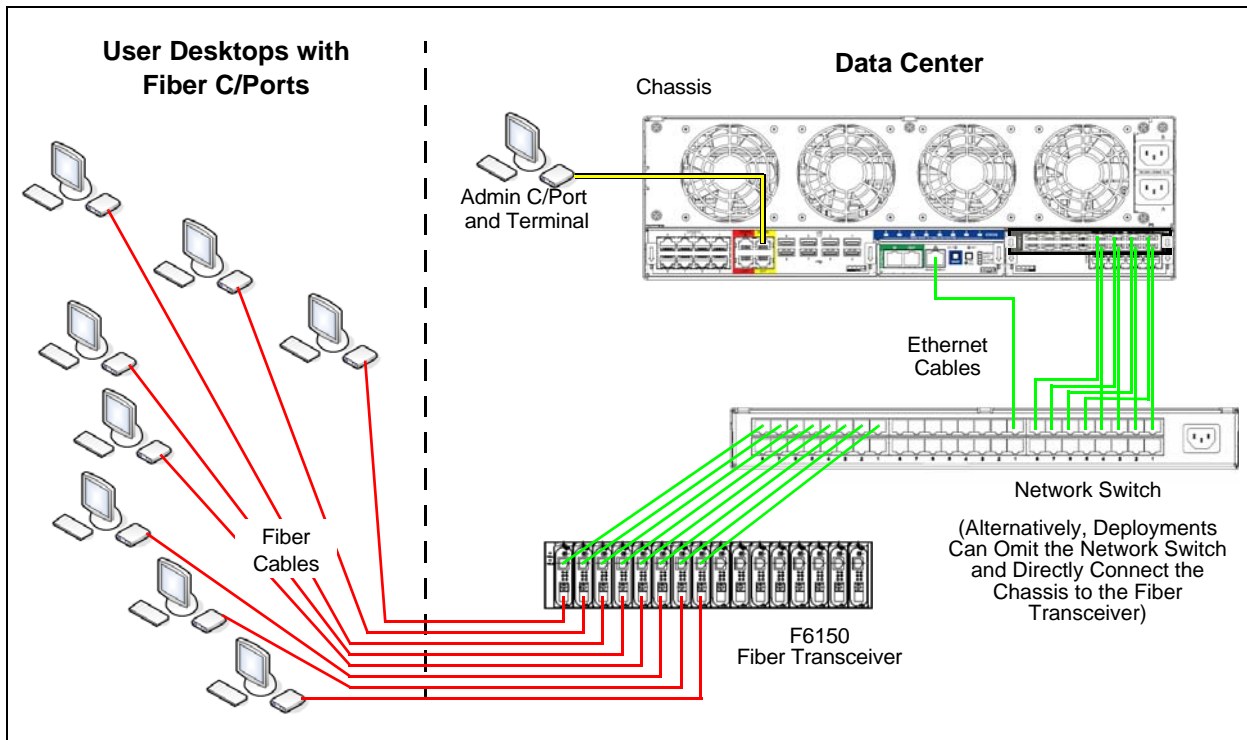 User Desktops with
Fiber C/Ports
Data Center
Chassis
Admin C/Port
and Terminal
Ethernet
Cables
Network Switch
(Alternatively, Deployments
Can Omit the Network Switch
and Directly Connect the
Chassis to the Fiber
Transceiver)
Fiber
Cables
F6150
Fiber Transceiver